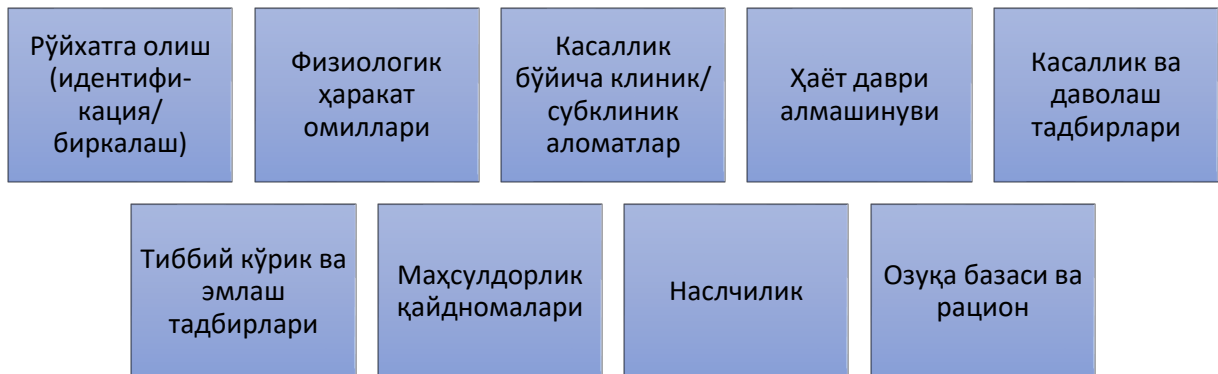 Рўйхатга олиш
(идентифи-
кация/
биркалаш)
Физиологик
ҳаракат
омиллари
Касаллик
бўйича клиник/
субклиник
аломатлар
Ҳаёт даври
алмашинуви
Касаллик ва
даволаш
тадбирлари
Тиббий кўрик ва
эмлаш
тадбирлари
Маҳсулдорлик
қайдномалари
Наслчилик
Озуқа базаси ва
рацион